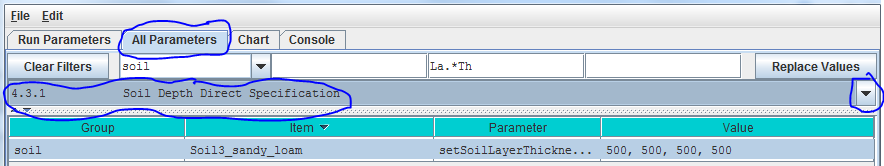 File Edit
Run Parameters All Parameters Chart Console
Clear Filters soil La.*Th Replace Values
4.3.1 Soil Depth Direct Specification
Group Item Parameter Value
soil Soil3_sandy_loam setSoilLayerThickne... 500, 500, 500, 500